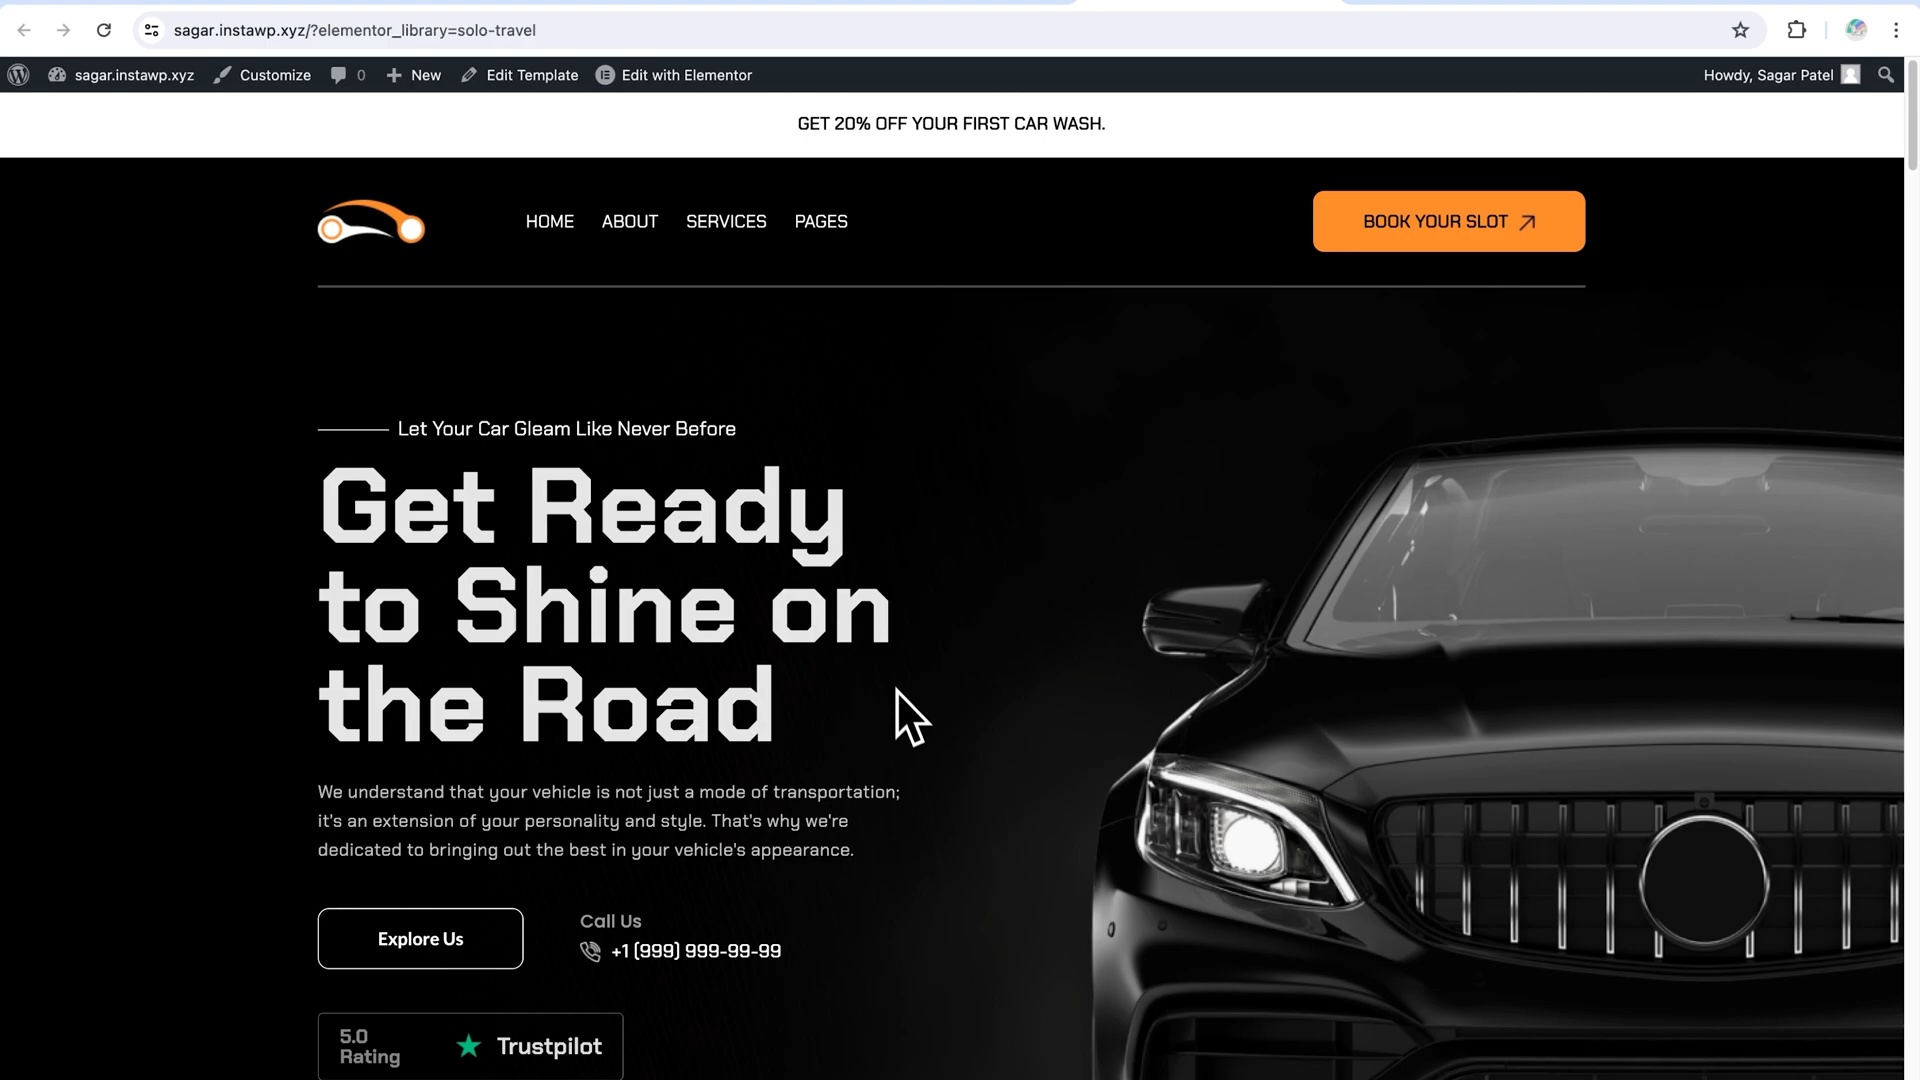 sagar.instawp.xyz/?elementor_library=solo-travel
sagar.instawp.xyz Customize 0 New Edit Template Edit with Elementor Howdy, Sagar Patel
GET 20% OFF YOUR FIRST CAR WASH.
HOME ABOUT SERVICES PAGES BOOK YOUR SLOT
Let Your Car Gleam Like Never Before
Get Ready
to Shine on
the Road
We understand that your vehicle is not just a mode of transportation;
it's an extension of your personality and style. That's why we're
dedicated to bringing out the best in your vehicle's appearance.
Explore Us
Call Us
+1 (999) 999-99-99
5.0
Rating
Trustpilot